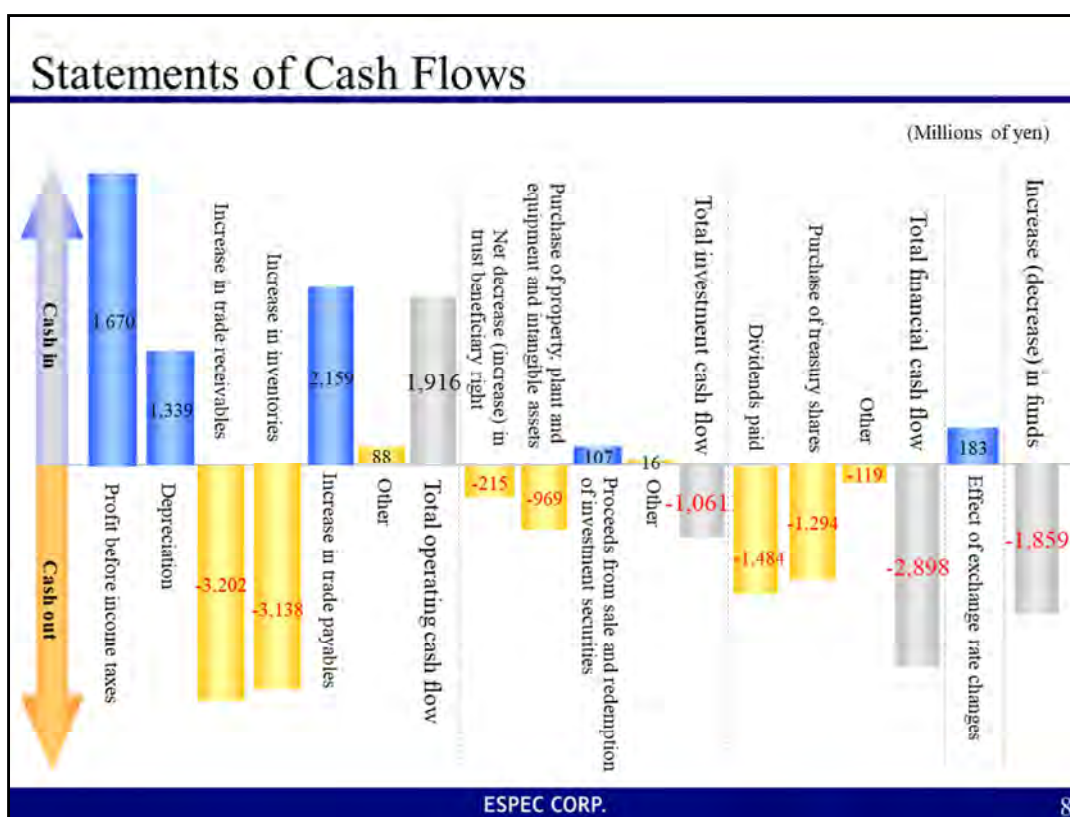 Statements of Cash Flows
(Millions of yen)
Cash in
Cash out
Profit before income taxes
1,339
Depreciation
Increase in trade receivables
-3,202
Increase in inventories
-3,138
2,159
Increase in trade payables
88
Other
1,916
Total operating cash flow
Net decrease (increase) in
trust beneficiary right
-215
Purchase of property, plant and
equipment and intangible assets
-969
107
Proceeds from sale and redemption
of investment securities
16
Other
Total investment cash flow
-1,061
Dividends paid
-1,484
Purchase of treasury shares
-1,294
Other
-119
Total financial cash flow
-2,898
183
Effect of exchange rate changes
Increase (decrease) in funds
-1,859
ESPEC CORP.
8